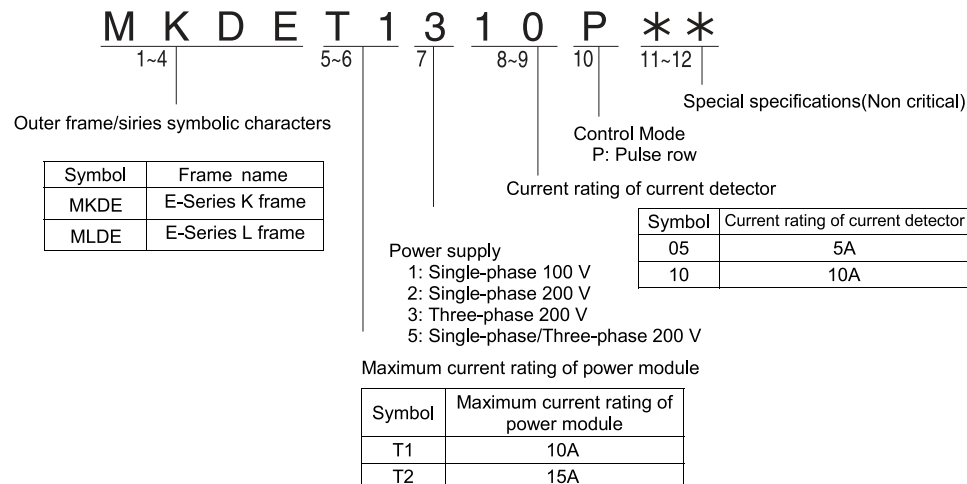 M K D E T 1 3 1 0 P * *
1~4 5~6 7 8~9 10 11~12
Special specifications(Non critical)
Outer frame/siries symbolic characters
Control Mode
P: Pulse row
Symbol Frame name
MKDE E-Series K frame
MLDE E-Series L frame
Current rating of current detector
Symbol Current rating of current detector
05 5A
10 10A
Power supply
1: Single-phase 100 V
2: Single-phase 200 V
3: Three-phase 200 V
5: Single-phase/Three-phase 200 V
Maximum current rating of power module
Symbol Maximum current rating of
power module
T1 10A
T2 15A